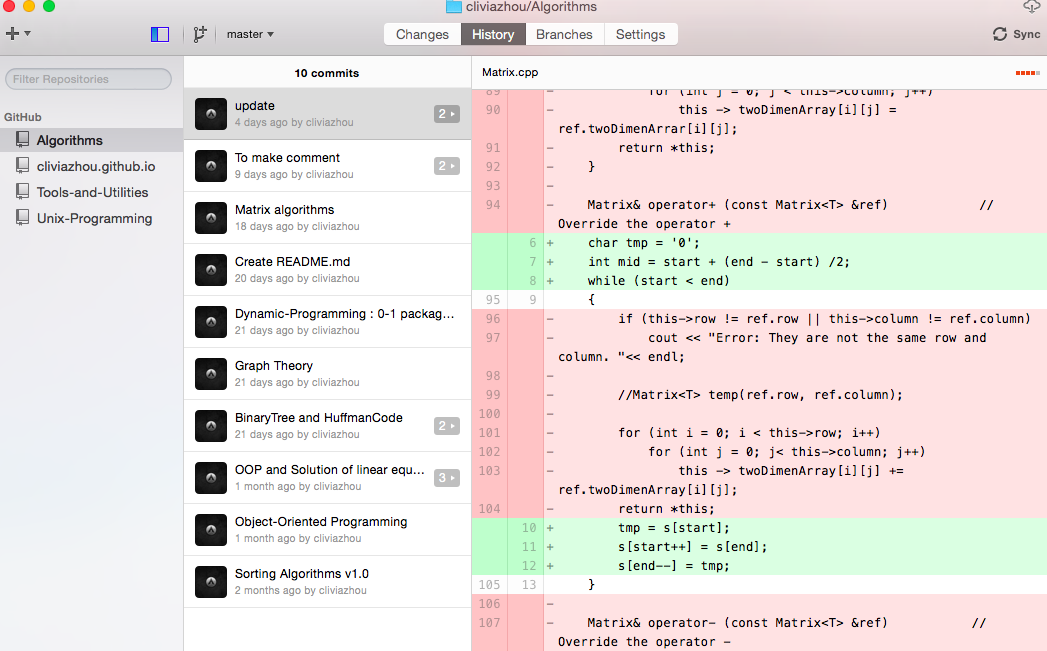 cliviazhou/Algorithms
master
Changes
History
Branches
Settings
Sync
Filter Repositories
GitHub
Algorithms
cliviazhou.github.io
Tools-and-Utilities
Unix-Programming
10 commits
update
4 days ago by cliviazhou
2
To make comment
9 days ago by cliviazhou
2
Matrix algorithms
18 days ago by cliviazhou
Create README.md
20 days ago by cliviazhou
Dynamic-Programming : 0-1 packag...
21 days ago by cliviazhou
Graph Theory
21 days ago by cliviazhou
BinaryTree and HuffmanCode
21 days ago by cliviazhou
2
OOP and Solution of linear equ...
1 month ago by cliviazhou
3
Object-Oriented Programming
1 month ago by cliviazhou
Sorting Algorithms v1.0
2 months ago by cliviazhou
Matrix.cpp
89 - for (int j = 0; j < this->column; j++)
90 - this -> twoDimenArray[i][j] =
ref.twoDimenArrar[i][j];
91 - return *this;
92 - }
93 -
94 - Matrix& operator+ (const Matrix<T> &ref) //
Override the operator +
6 + char tmp = '0';
7 + int mid = start + (end - start) /2;
8 + while (start < end)
95 9 {
96 - if (this->row != ref.row || this->column != ref.column)
97 - cout << "Error: They are not the same row and
column. "<< endl;
98 -
99 - //Matrix<T> temp(ref.row, ref.column);
100 -
101 - for (int i = 0; i < this->row; i++)
102 - for (int j = 0; j< this->column; j++)
103 - this -> twoDimenArray[i][j] +=
ref.twoDimenArray[i][j];
104 - return *this;
10 + tmp = s[start];
11 + s[start++] = s[end];
12 + s[end--] = tmp;
105 13 }
106 -
107 - Matrix& operator- (const Matrix<T> &ref) //
Override the operator -